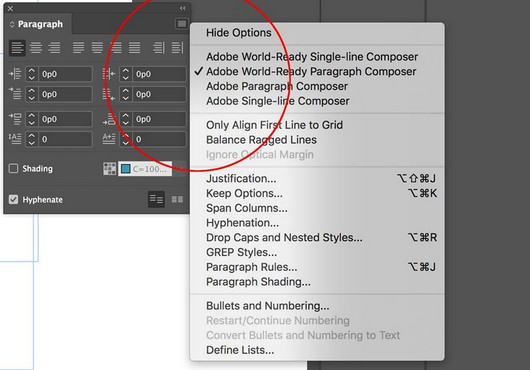 Paragraph
0p0
0p0
0p0
0p0
0p0
0p0
0
0
Shading
C=100...
Hyphenate
Hide Options
Adobe World-Ready Single-line Composer
✓ Adobe World-Ready Paragraph Composer
Adobe Paragraph Composer
Adobe Single-line Composer
Only Align First Line to Grid
Balance Ragged Lines
Ignore Optical Margin
Justification... ⌥⇧⌘J
Keep Options... ⌥⌘K
Span Columns...
Hyphenation...
Drop Caps and Nested Styles... ⌥⌘R
GREP Styles...
Paragraph Rules... ⌥⌘J
Paragraph Shading...
Bullets and Numbering...
Restart/Continue Numbering
Convert Bullets and Numbering to Text
Define Lists...